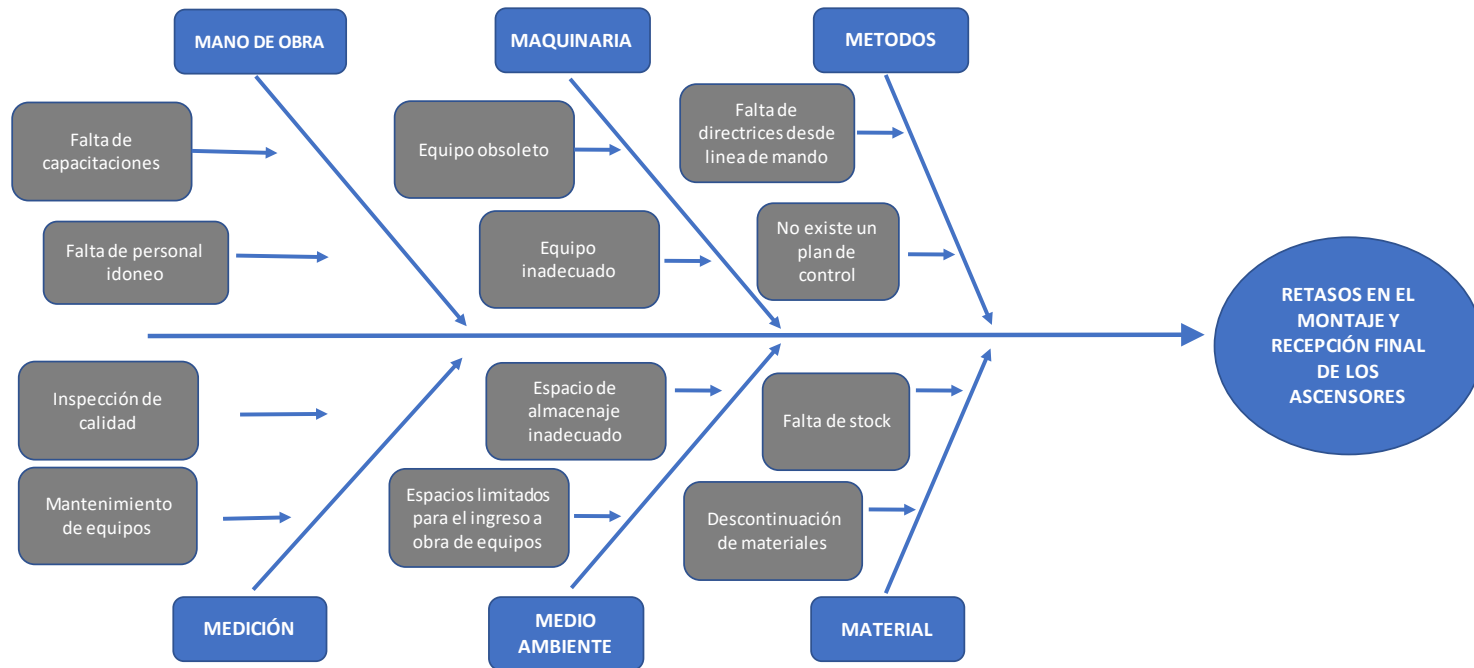 MANO DE OBRA
MAQUINARIA
METODOS
Falta de
capacitaciones
Equipo obsoleto
Falta de
directrices desde
linea de mando
Falta de personal
idoneo
Equipo
inadecuado
No existe un
plan de
control
RETASOS EN EL
MONTAJE Y
RECEPCIÓN FINAL
DE LOS
ASCENSORES
Inspección de
calidad
Espacio de
almacenaje
inadecuado
Falta de stock
Mantenimiento
de equipos
Espacios limitados
para el ingreso a
obra de equipos
Descontinuación
de materiales
MEDICIÓN
MEDIO
AMBIENTE
MATERIAL